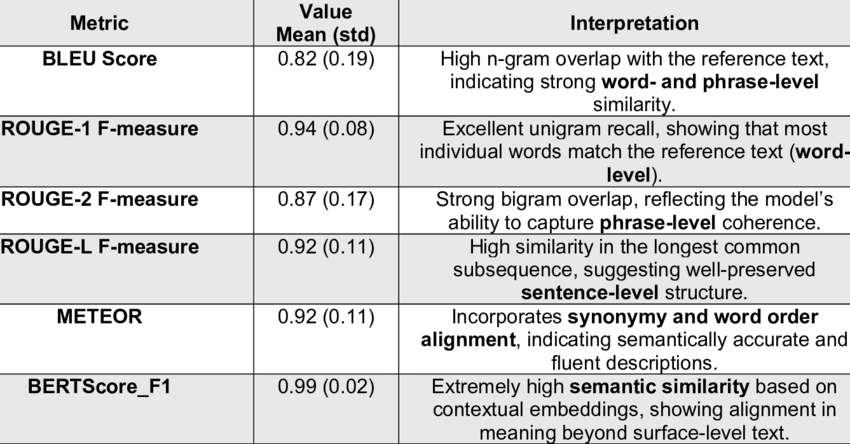 Metric
Value
Mean (std)
Interpretation
BLEU Score
0.82 (0.19)
High n-gram overlap with the reference text,
indicating strong word- and phrase-level
similarity.
ROUGE-1 F-measure
0.94 (0.08)
Excellent unigram recall, showing that most
individual words match the reference text (word-
level).
ROUGE-2 F-measure
0.87 (0.17)
Strong bigram overlap, reflecting the model’s
ability to capture phrase-level coherence.
ROUGE-L F-measure
0.92 (0.11)
High similarity in the longest common
subsequence, suggesting well-preserved
sentence-level structure.
METEOR
0.92 (0.11)
Incorporates synonymy and word order
alignment, indicating semantically accurate and
fluent descriptions.
BERTScore_F1
0.99 (0.02)
Extremely high semantic similarity based on
contextual embeddings, showing alignment in
meaning beyond surface-level text.